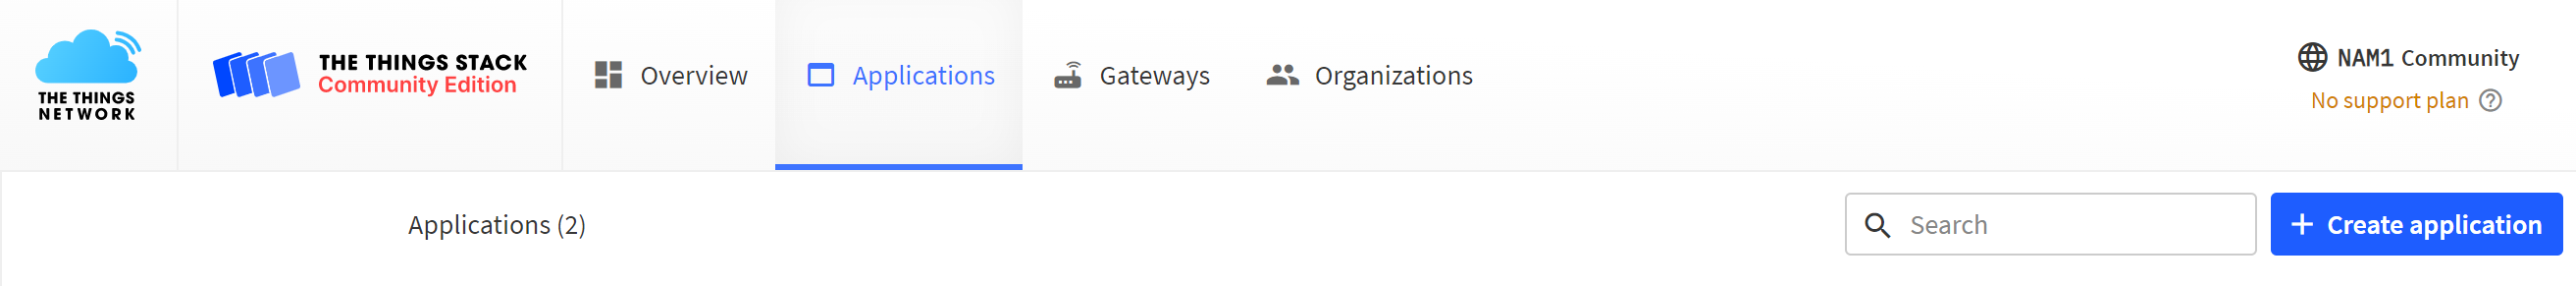 THE THINGS
NETWORK
THE THINGS STACK
Community Edition
Overview
Applications
Gateways
Organizations
NAM1 Community
No support plan ?
Applications (2)
Search
+ Create application